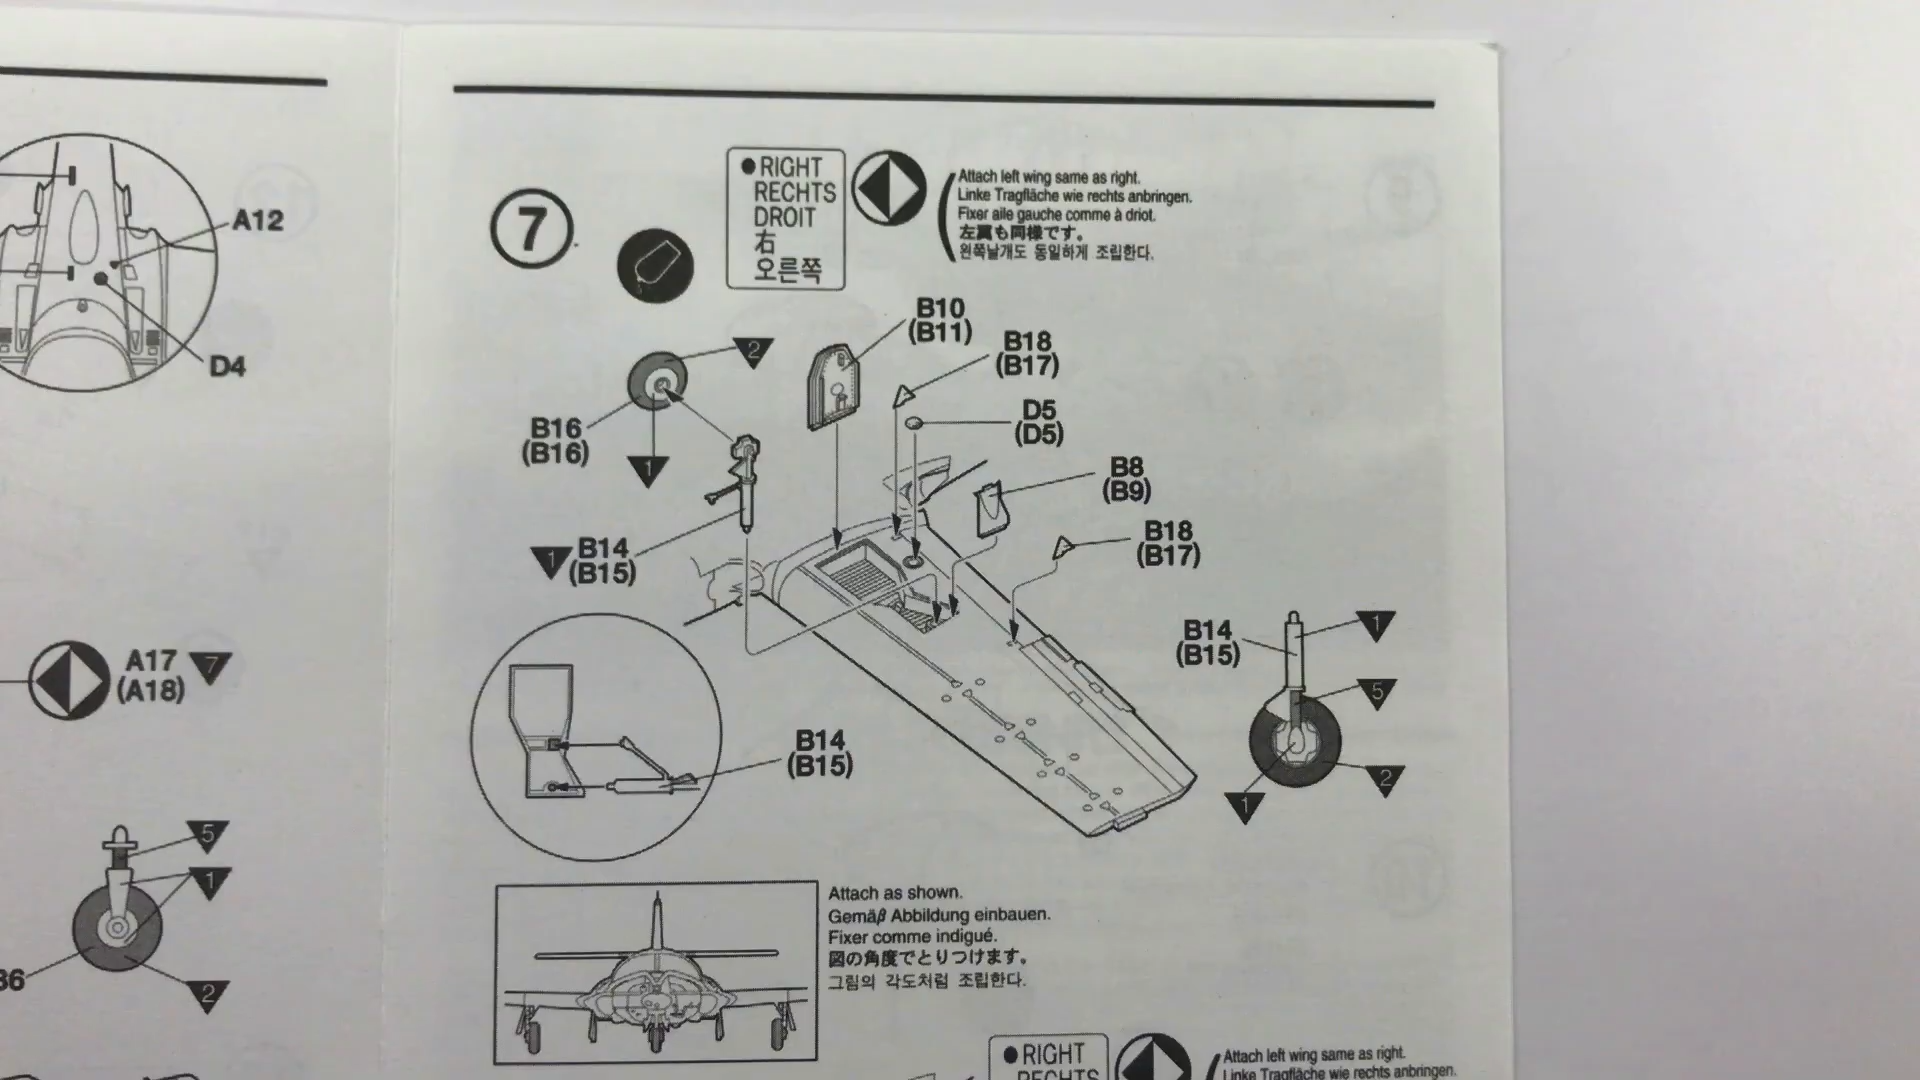 A12
D4
A17
(A18)
7
5
1
2
7
● RIGHT
RECHTS
DROIT
右
오른쪽
Attach left wing same as right.
Linke Tragfläche wie rechts anbringen.
Fixer aile gauche comme à driot.
左翼も同様です。
왼쪽날개도 동일하게 조립한다.
B10
(B11)
B18
(B17)
D5
(D5)
B8
(B9)
B18
(B17)
2
B16
(B16)
1
1
B14
(B15)
B14
(B15)
B14
(B15)
1
5
2
1
Attach as shown.
Gemäβ Abbildung einbauen.
Fixer comme indigué.
図の角度でとりつけます。
그림의 각도처럼 조립한다.
● RIGHT
RECHTS
Attach left wing same as right.
Linke Tragfläche wie rechts anbringen.